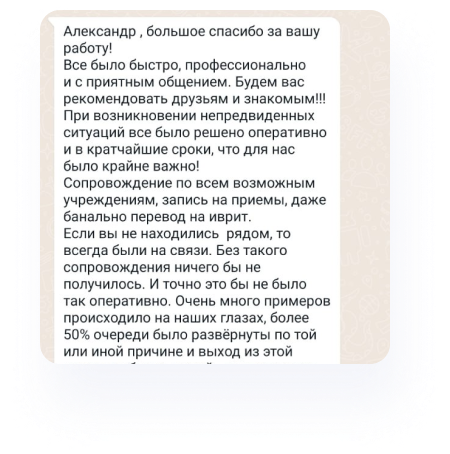 Александр , большое спасибо за вашу
работу!
Все было быстро, профессионально
и с приятным общением. Будем вас
рекомендовать друзьям и знакомым!!!
При возникновении непредвиденных
ситуаций все было решено оперативно
и в кратчайшие сроки, что для нас
было крайне важно!
Сопровождение по всем возможным
учреждениям, запись на приемы, даже
банально перевод на иврит.
Если вы не находились  рядом, то
всегда были на связи. Без такого
сопровождения ничего бы не
получилось. И точно это бы не было
так оперативно. Очень много примеров
происходило на наших глазах, более
50% очереди было развёрнуты по той
или иной причине и выход из этой